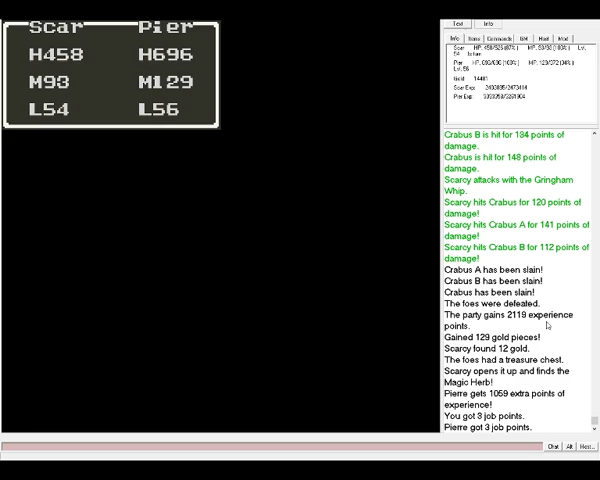 Scar Pier
H458 H696
M93 M129
L54 L56
Text Info
Info Items Commands GM Host Mod
Gold: 14481
Crabus B is hit for 134 points of
damage.
Crabus is hit for 148 points of
damage.
Scarcy attacks with the Gringham
Whip.
Scarcy hits Crabus for 120 points of
damage!
Scarcy hits Crabus A for 141 points of
damage!
Scarcy hits Crabus B for 112 points of
damage!
Crabus A has been slain!
Crabus B has been slain!
Crabus has been slain!
The foes were defeated.
The party gains 2119 experience
points.
Gained 129 gold pieces!
Scarcy found 12 gold.
The foes had a treasure chest.
Scarcy opens it up and finds the
Magic Herb!
Pierre gets 1059 extra points of
experience!
You got 3 job points.
Pierre got 3 job points.
Chat Alt